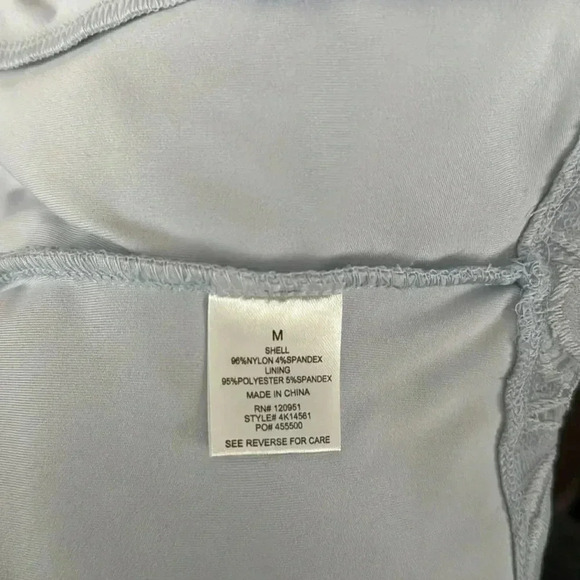 M
SHELL
96%NYLON 4%SPANDEX
LINING
95%POLYESTER 5%SPANDEX
MADE IN CHINA
RN# 120951
STYLE# 4K14561
PO# 455500
SEE REVERSE FOR CARE